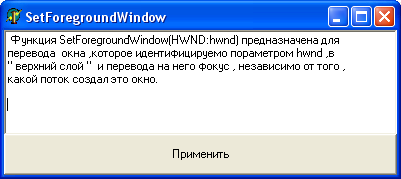 SetForegroundWindow
Функция SetForegroundWindow(HWND:hwnd) предназначена для
перевода окна ,которое идентифицируемо пораметром hwnd ,в
" верхний слой " и перевода на него фокус , независимо от того ,
какой поток создал это окно.
Применить